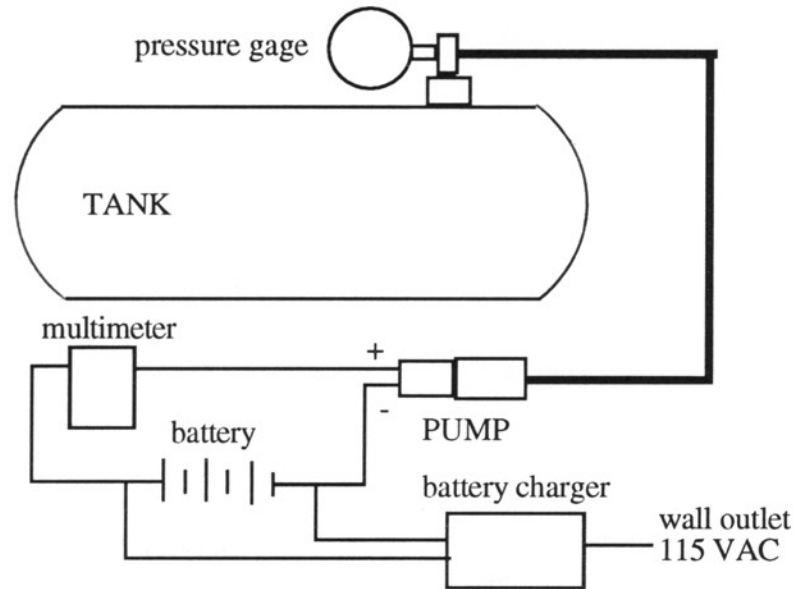 pressure gage
TANK
multimeter
+
-
battery
PUMP
battery charger
wall outlet
115 VAC